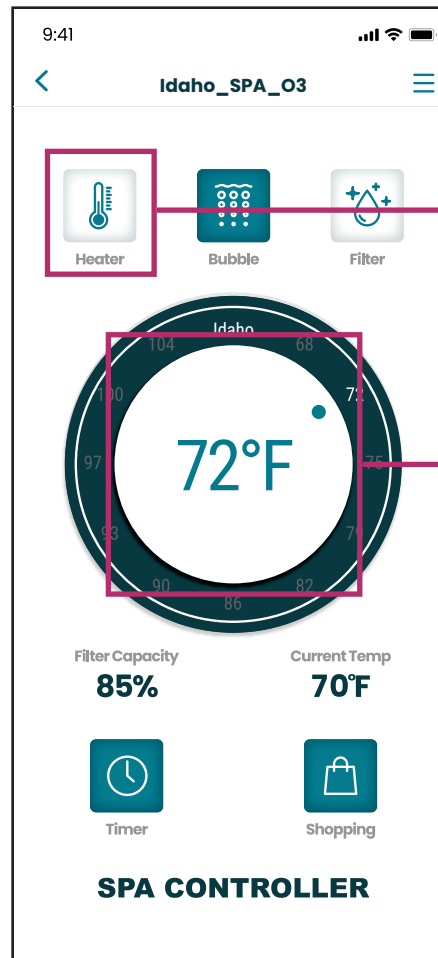 9:41
Idaho_SPA_O3
Heater Bubble Filter
Idaho
104 68
100 72
97 75
93 79
90 82
86
72°F
Filter Capacity Current Temp
85% 70°F
Timer Shopping
SPA CONTROLLER